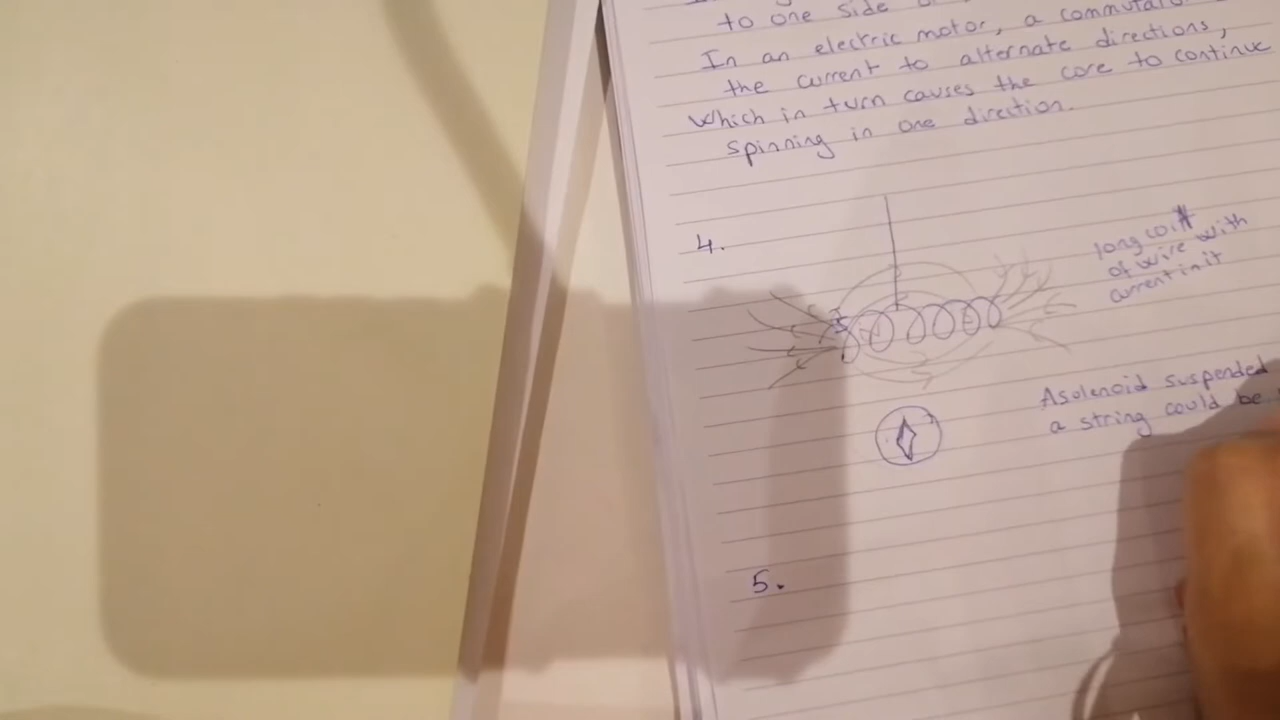 to one side
In an electric motor, a commutato
the current to alternate directions,
which in turn causes the core to continue
spinning in one direction.
4.
long coil
of wire with
current in it
A solenoid suspended
a string could be
5.